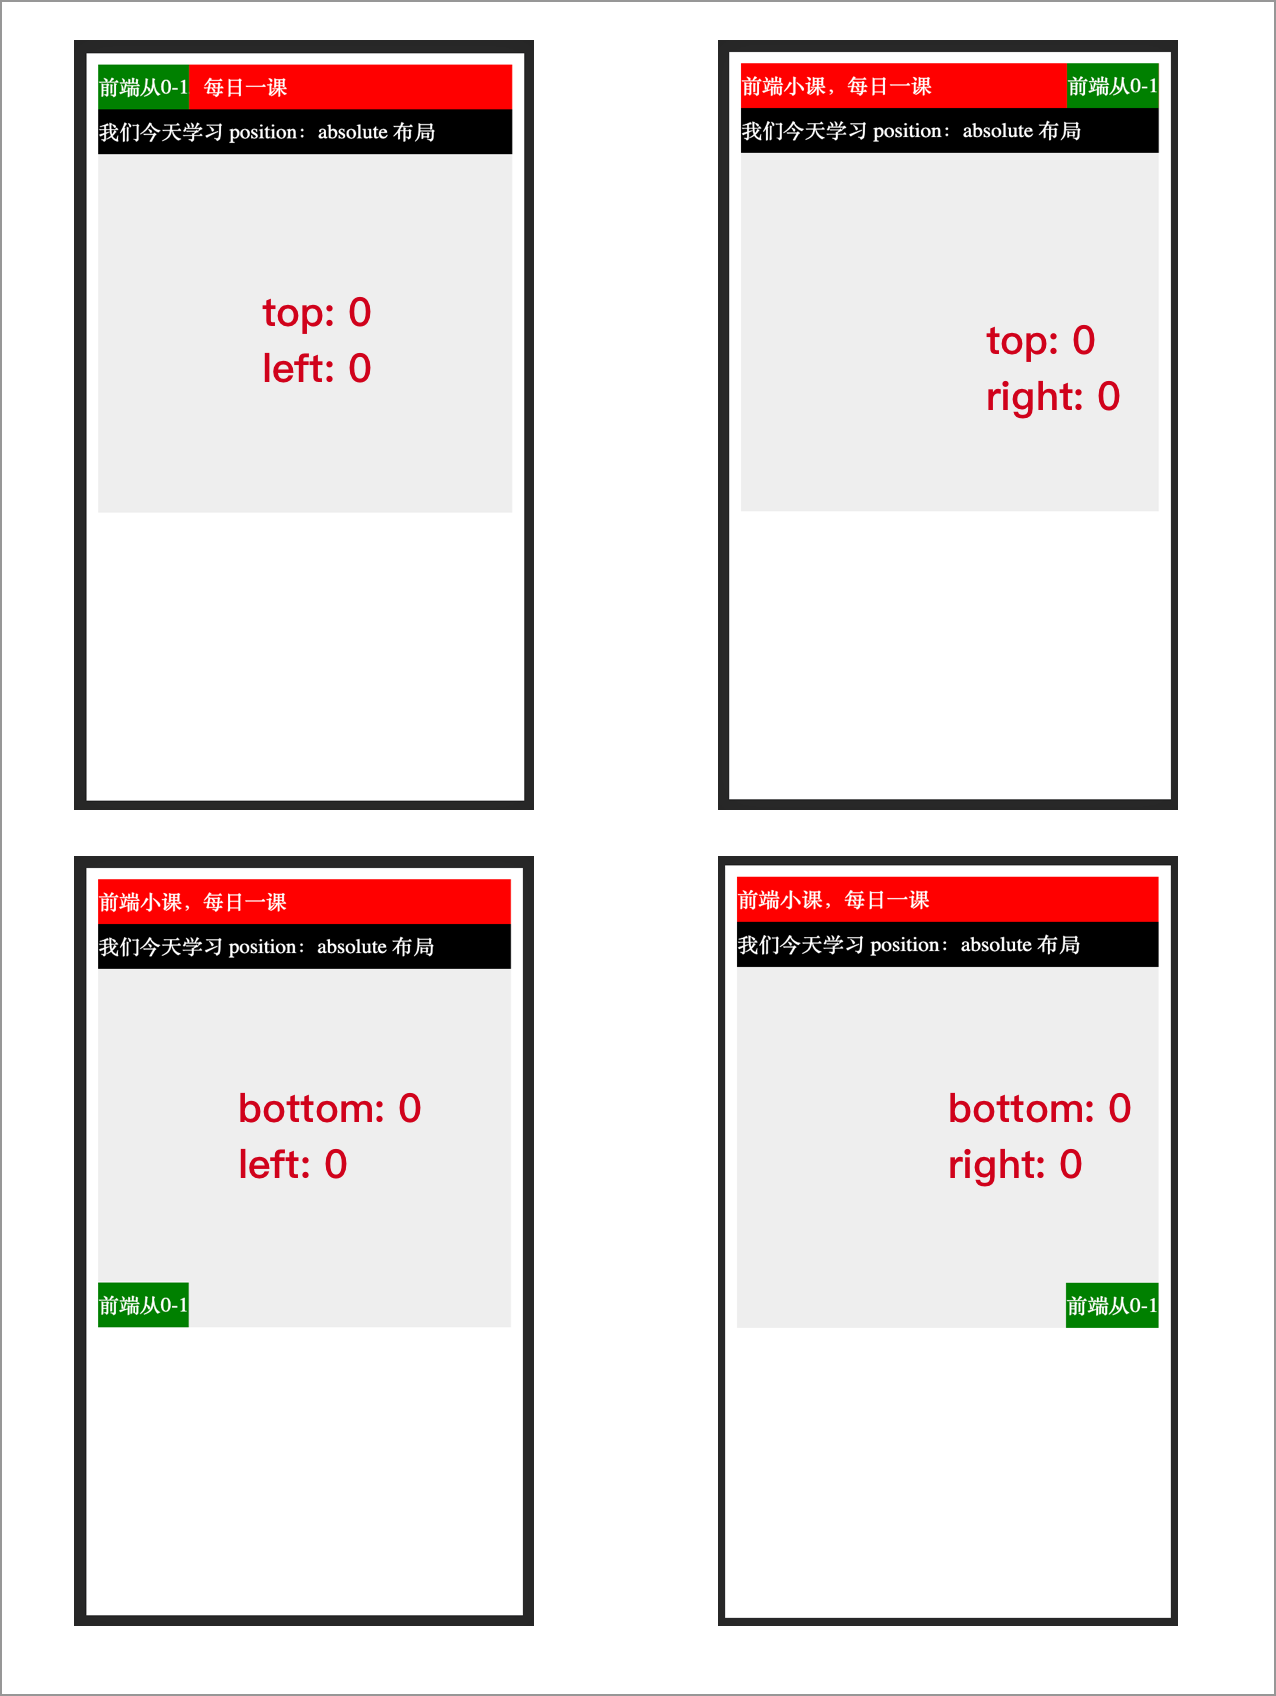 前端从0-1 每日一课
我们今天学习 position：absolute 布局
top: 0
left: 0
前端小课，每日一课 前端从0-1
我们今天学习 position：absolute 布局
top: 0
right: 0
前端小课，每日一课
我们今天学习 position：absolute 布局
bottom: 0
left: 0
前端从0-1
前端小课，每日一课
我们今天学习 position：absolute 布局
bottom: 0
right: 0
前端从0-1